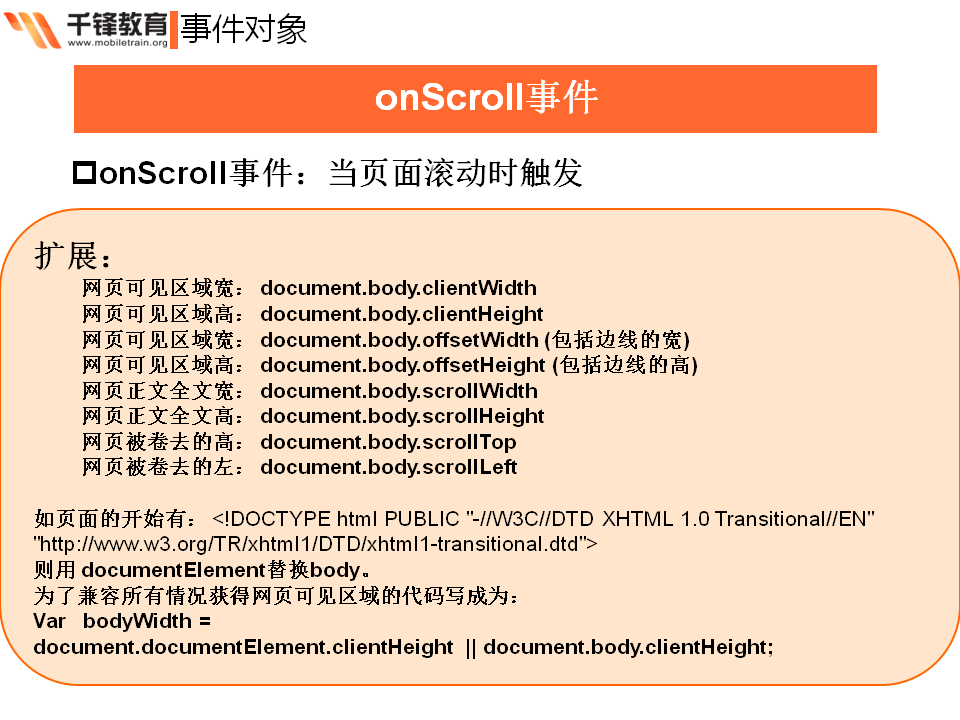 千锋教育
www.mobiletrain.org
事件对象
onScroll事件
onScroll事件：当页面滚动时触发
扩展：
网页可见区域宽： document.body.clientWidth
网页可见区域高： document.body.clientHeight
网页可见区域宽： document.body.offsetWidth (包括边线的宽)
网页可见区域高： document.body.offsetHeight (包括边线的高)
网页正文全文宽： document.body.scrollWidth
网页正文全文高： document.body.scrollHeight
网页被卷去的高： document.body.scrollTop
网页被卷去的左： document.body.scrollLeft
如页面的开始有： <!DOCTYPE html PUBLIC "-//W3C//DTD XHTML 1.0 Transitional//EN"
"http://www.w3.org/TR/xhtml1/DTD/xhtml1-transitional.dtd">
则用 documentElement替换body。
为了兼容所有情况获得网页可见区域的代码写成为：
Var bodyWidth =
document.documentElement.clientHeight || document.body.clientHeight;